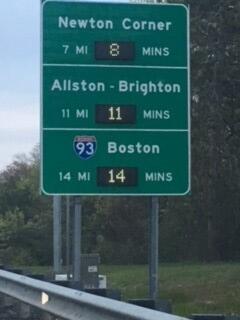 Newton Corner
7 MI 8 MINS
Allston - Brighton
11 MI 11 MINS
93 Boston
14 MI 14 MINS